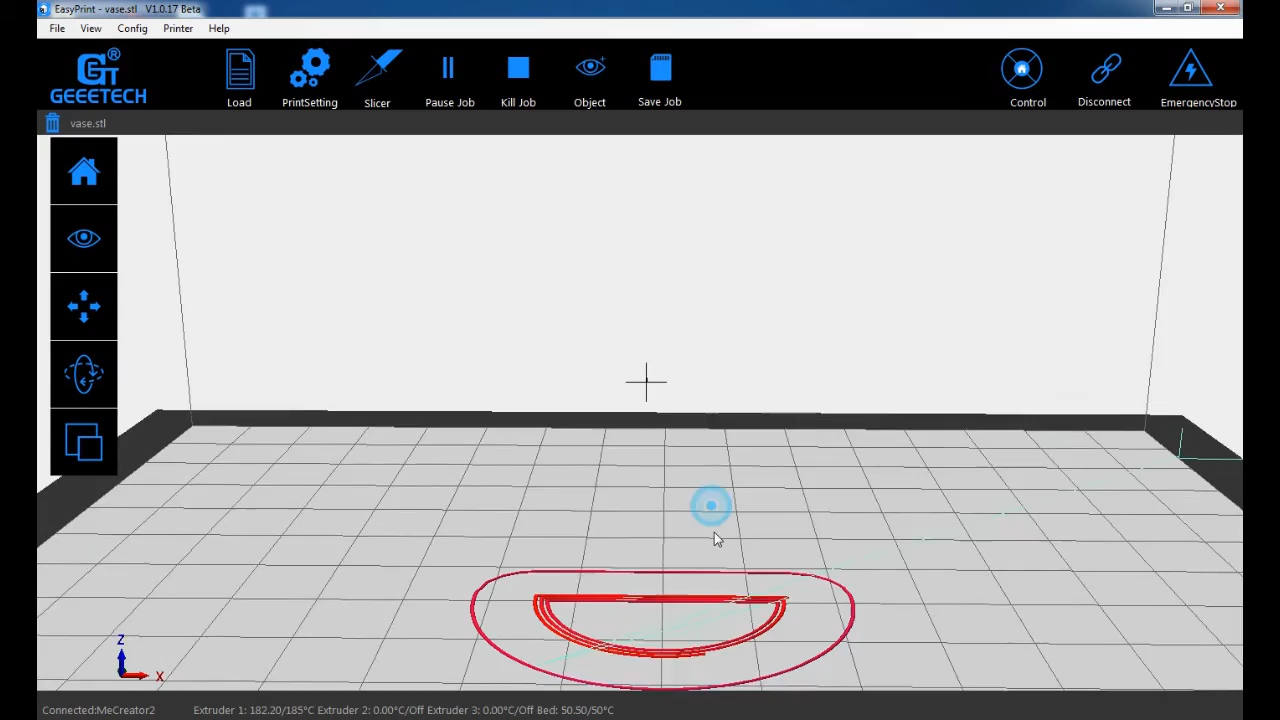 EasyPrint - vase.stl V1.0.17 Beta
File View Config Printer Help
GET®
GEEETECH
Load PrintSetting Slicer Pause Job Kill Job Object Save Job Control Disconnect EmergencyStop
vase.stl
Z
X
Connected:MeCreator2 Extruder 1: 182.20/185°C Extruder 2: 0.00°C/Off Extruder 3: 0.00°C/Off Bed: 50.50/50°C